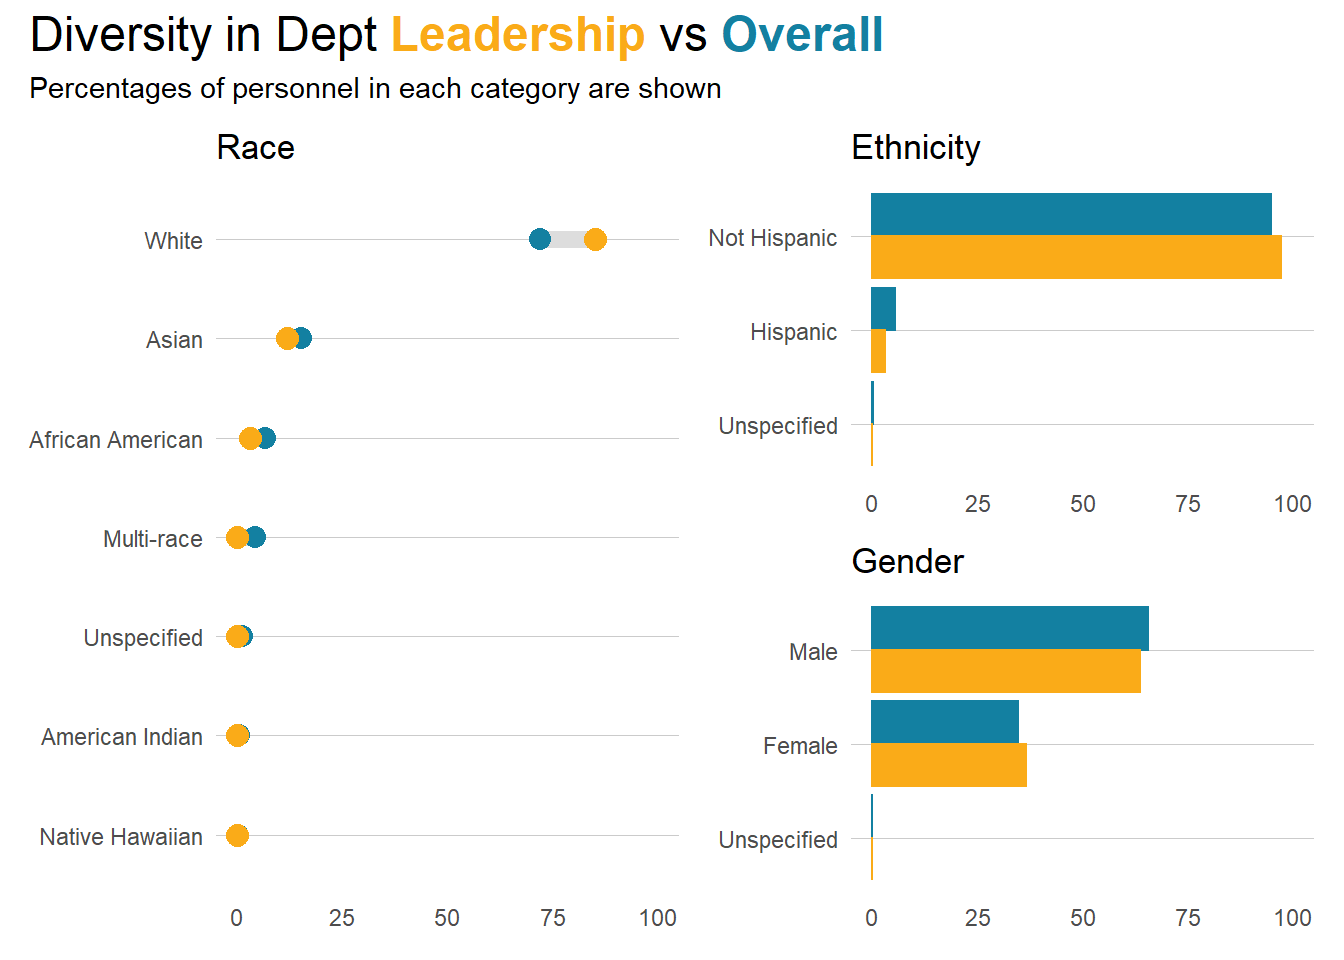 Diversity in Dept Leadership vs Overall
Percentages of personnel in each category are shown
Race
White
Asian
African American
Multi-race
Unspecified
American Indian
Native Hawaiian
0 25 50 75 100
Ethnicity
Not Hispanic
Hispanic
Unspecified
0 25 50 75 100
Gender
Male
Female
Unspecified
0 25 50 75 100